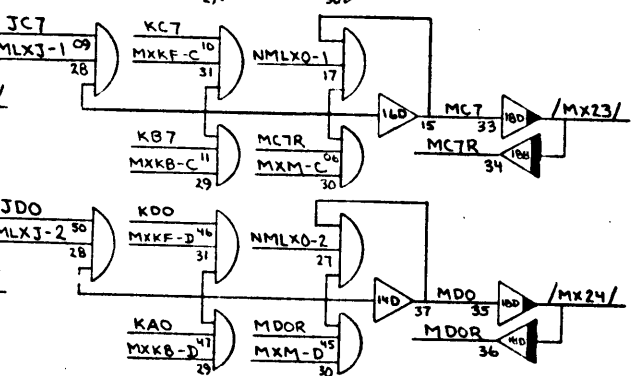 JC7 KC7
MLXJ-1 09 MXKF-C 10 NMLXO-1
28 31 17
16D MC7 18D /MX23/
15 33
KB7 MC7R MC7R 18H
MXKB-C 11 MXM-C 06 34
29 30
JDO KDO
MLXJ-2 50 MXKF-D 46 NMLXO-2
28 31 27
14D MDO 18D /MX24/
37 35
KAO MDOR MDOR
MXKB-D 47 MXM-D 45 36
29 30